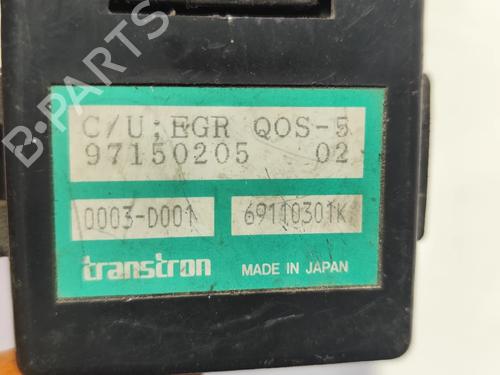 C/U;EGR QOS-5
97150205 02
0003-D001 69110301K
transtron MADE IN JAPAN
B-PARTS